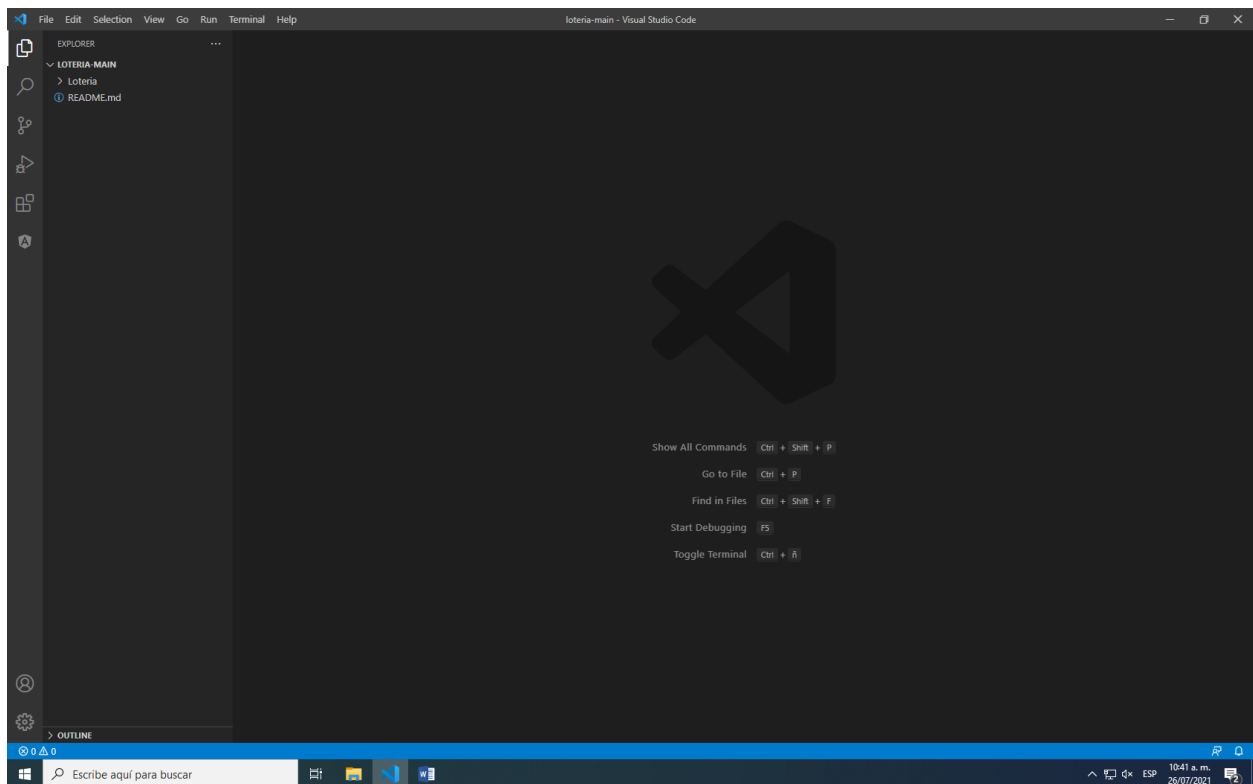 File Edit Selection View Go Run Terminal Help
loteria-main - Visual Studio Code
EXPLORER
LOTERIA-MAIN
Loteria
README.md
Show All Commands Ctrl + Shift + P
Go to File Ctrl + P
Find in Files Ctrl + Shift + F
Start Debugging F5
Toggle Terminal Ctrl + ñ
OUTLINE
0 0
Escribe aquí para buscar
ESP
10:41 a. m.
26/07/2021
2